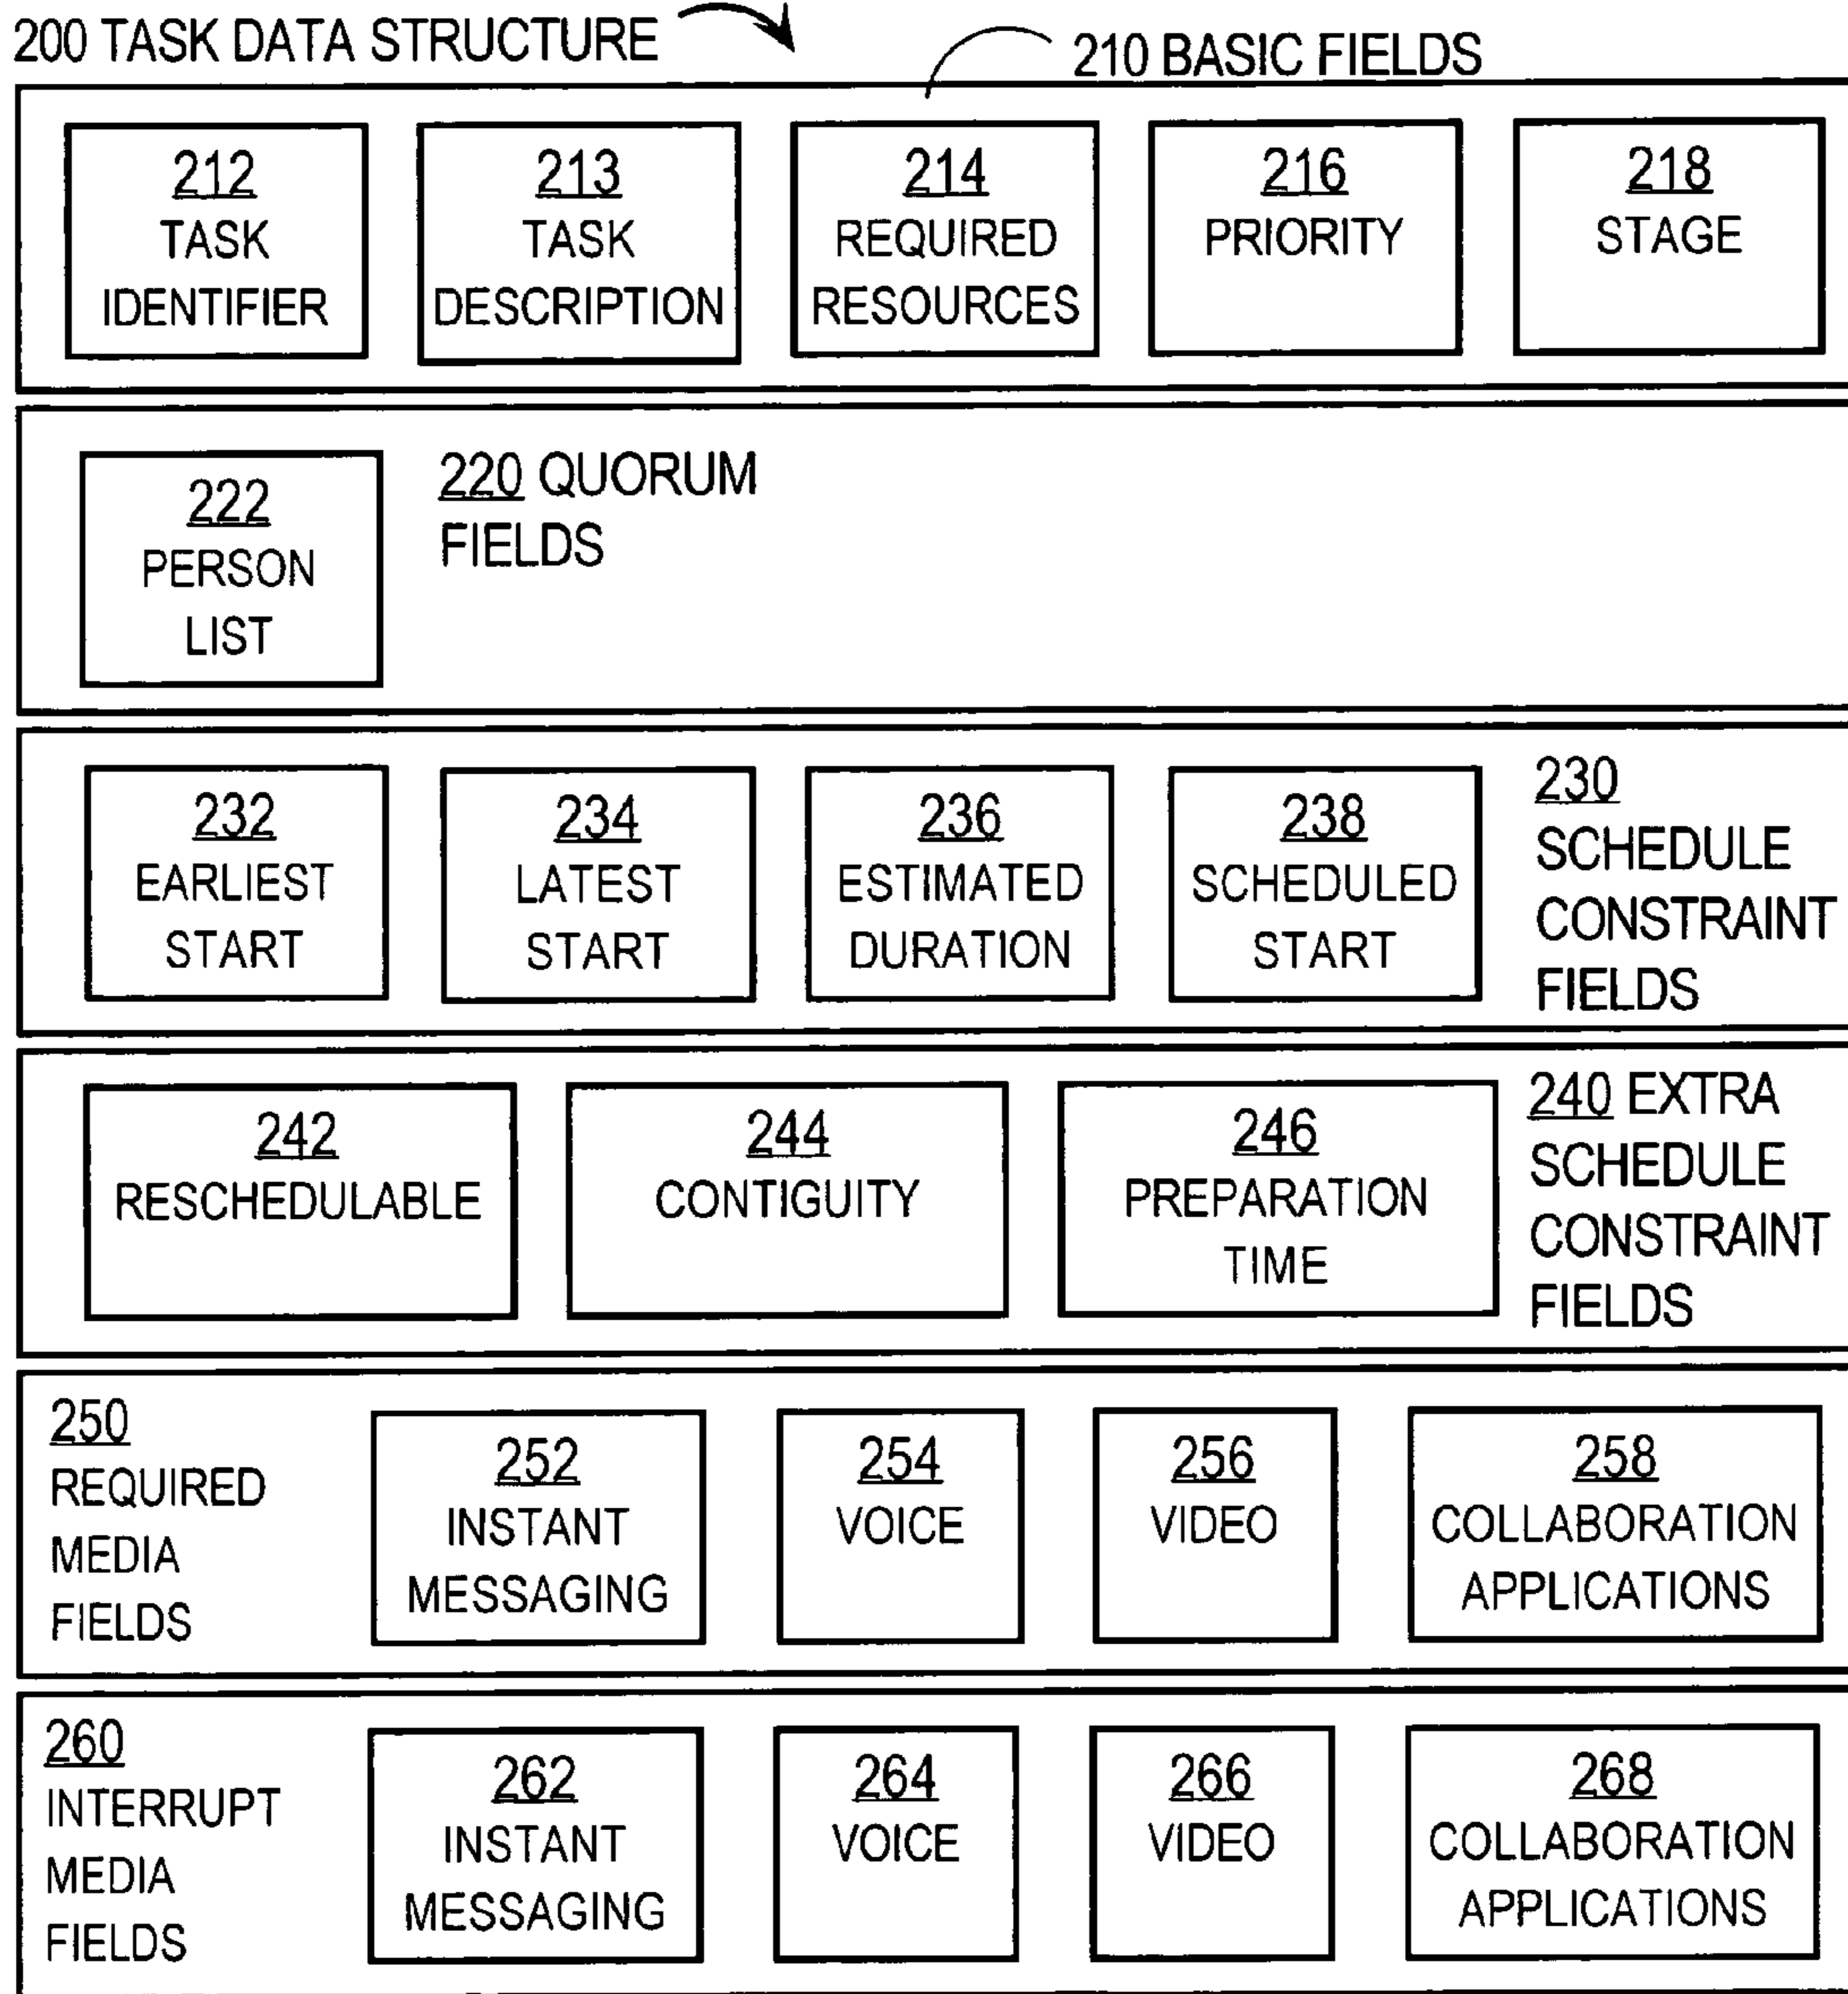 200 TASK DATA STRUCTURE
210 BASIC FIELDS
212
TASK
IDENTIFIER
213
TASK
DESCRIPTION
214
REQUIRED
RESOURCES
216
PRIORITY
218
STAGE
222
PERSON
LIST
220 QUORUM
FIELDS
232
EARLIEST
START
234
LATEST
START
236
ESTIMATED
DURATION
238
SCHEDULED
START
230
SCHEDULE
CONSTRAINT
FIELDS
242
RESCHEDULABLE
244
CONTIGUITY
246
PREPARATION
TIME
240 EXTRA
SCHEDULE
CONSTRAINT
FIELDS
250
REQUIRED
MEDIA
FIELDS
252
INSTANT
MESSAGING
254
VOICE
256
VIDEO
258
COLLABORATION
APPLICATIONS
260
INTERRUPT
MEDIA
FIELDS
262
INSTANT
MESSAGING
264
VOICE
266
VIDEO
268
COLLABORATION
APPLICATIONS